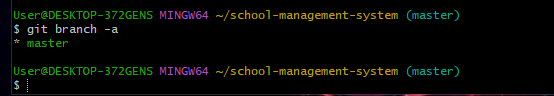 User@DESKTOP-372GENS MINGW64 ~/school-management-system (master)
$ git branch -a
* master
User@DESKTOP-372GENS MINGW64 ~/school-management-system (master)
$